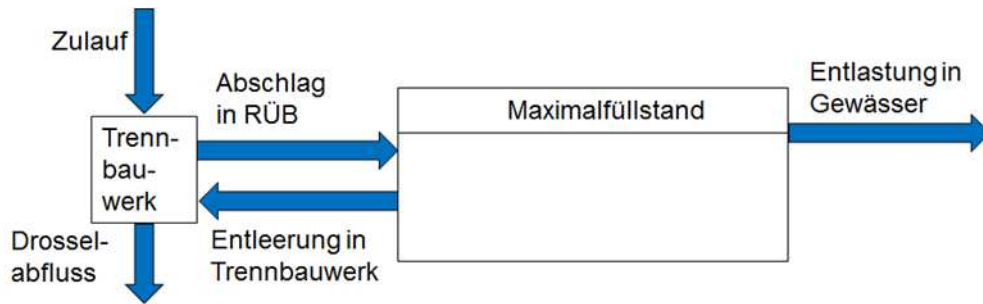 Zulauf
Abschlag
in RÜB
Entlastung in
Gewässer
Maximalfüllstand
Trenn-
bau-
werk
Drossel-
abfluss
Entleerung in
Trennbauwerk